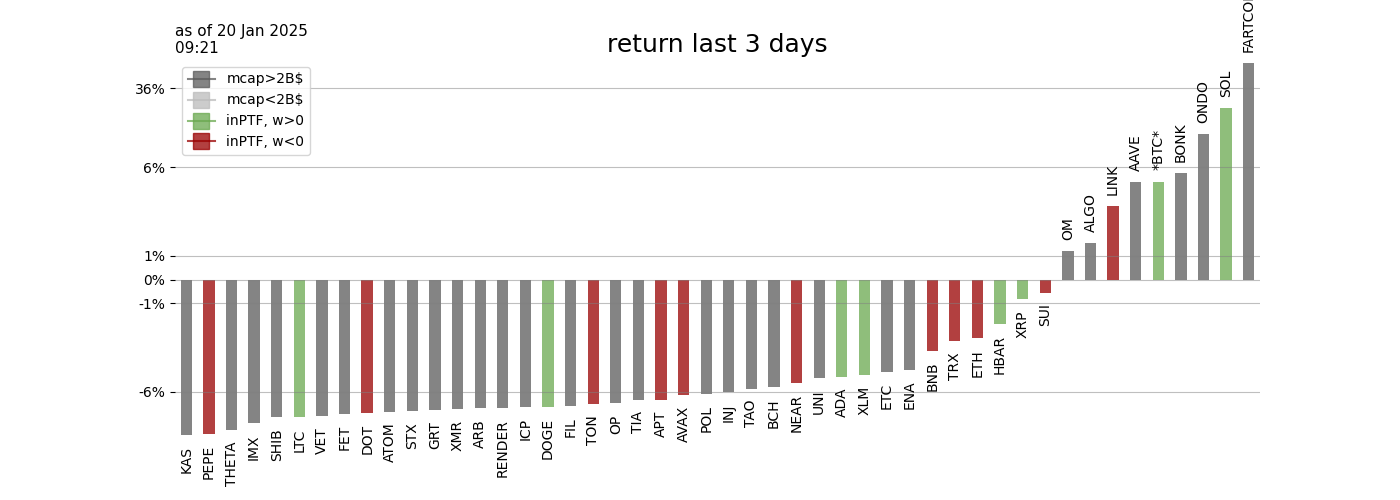 as of 20 Jan 2025
09:21
return last 3 days
mcap>2B$
mcap<2B$
inPTF, w>0
inPTF, w<0
36%
6%
1%
0%
-1%
-6%
KAS
PEPE
THETA
IMX
SHIB
LTC
VET
FET
DOT
ATOM
STX
GRT
XMR
ARB
RENDER
ICP
DOGE
FIL
TON
OP
TIA
APT
AVAX
POL
INJ
TAO
BCH
NEAR
UNI
ADA
XLM
ETC
ENA
BNB
TRX
ETH
HBAR
XRP
SUI
OM
ALGO
LINK
AAVE
*BTC*
BONK
ONDO
SOL